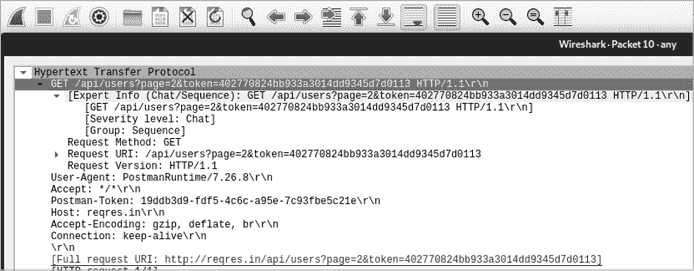 Wireshark · Packet 10 · any
Hypertext Transfer Protocol
GET /api/users?page=2&token=402770824bb933a3014dd9345d7d0113 HTTP/1.1\r\n
[Expert Info (Chat/Sequence): GET /api/users?page=2&token=402770824bb933a3014dd9345d7d0113 HTTP/1.1\r\n]
[GET /api/users?page=2&token=402770824bb933a3014dd9345d7d0113 HTTP/1.1\r\n]
[Severity level: Chat]
[Group: Sequence]
Request Method: GET
Request URI: /api/users?page=2&token=402770824bb933a3014dd9345d7d0113
Request Version: HTTP/1.1
User-Agent: PostmanRuntime/7.26.8\r\n
Accept: */*\r\n
Postman-Token: 19ddb3d9-fdf5-4c6c-a95e-7c93fbe5c21e\r\n
Host: reqres.in\r\n
Accept-Encoding: gzip, deflate, br\r\n
Connection: keep-alive\r\n
\r\n
[Full request URI: http://reqres.in/api/users?page=2&token=402770824bb933a3014dd9345d7d0113]
[HTTP request 1/1]